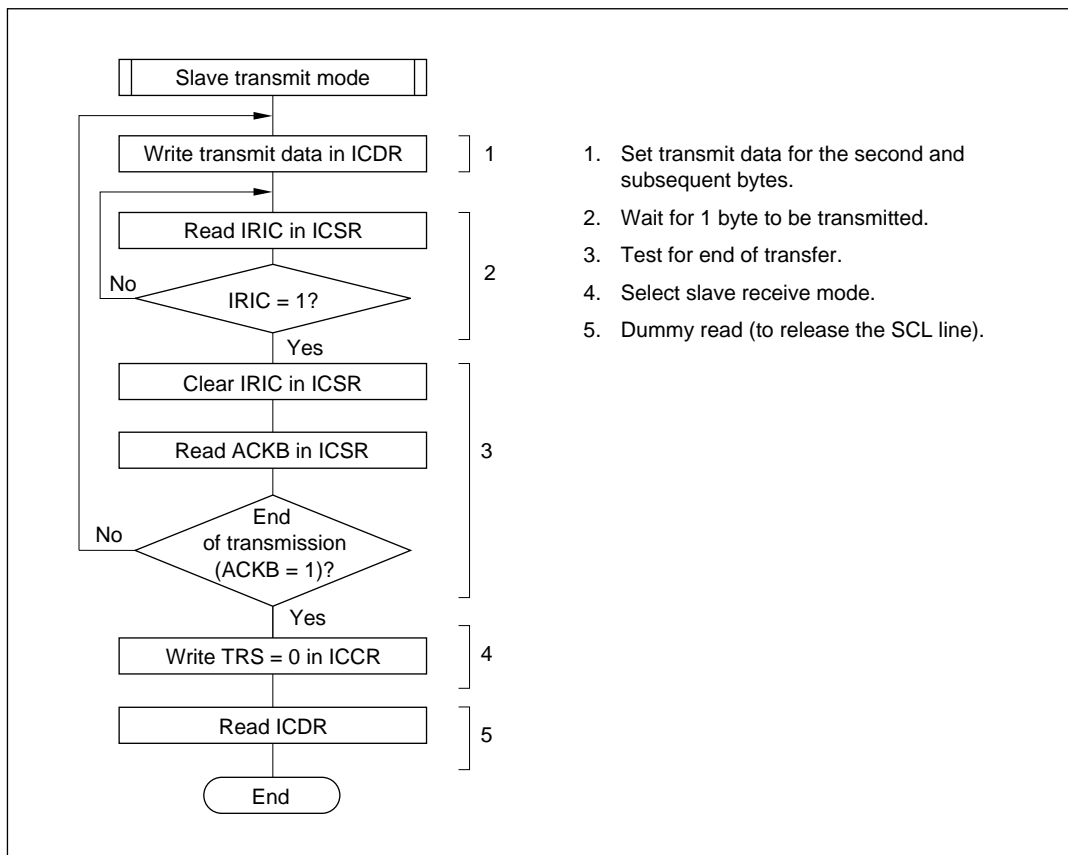 Slave transmit mode
Write transmit data in ICDR
1
Read IRIC in ICSR
2
No
IRIC = 1?
Yes
Clear IRIC in ICSR
Read ACKB in ICSR
3
No
End
of transmission
(ACKB = 1)?
Yes
Write TRS = 0 in ICCR
4
Read ICDR
5
End
1. Set transmit data for the second and
subsequent bytes.
2. Wait for 1 byte to be transmitted.
3. Test for end of transfer.
4. Select slave receive mode.
5. Dummy read (to release the SCL line).